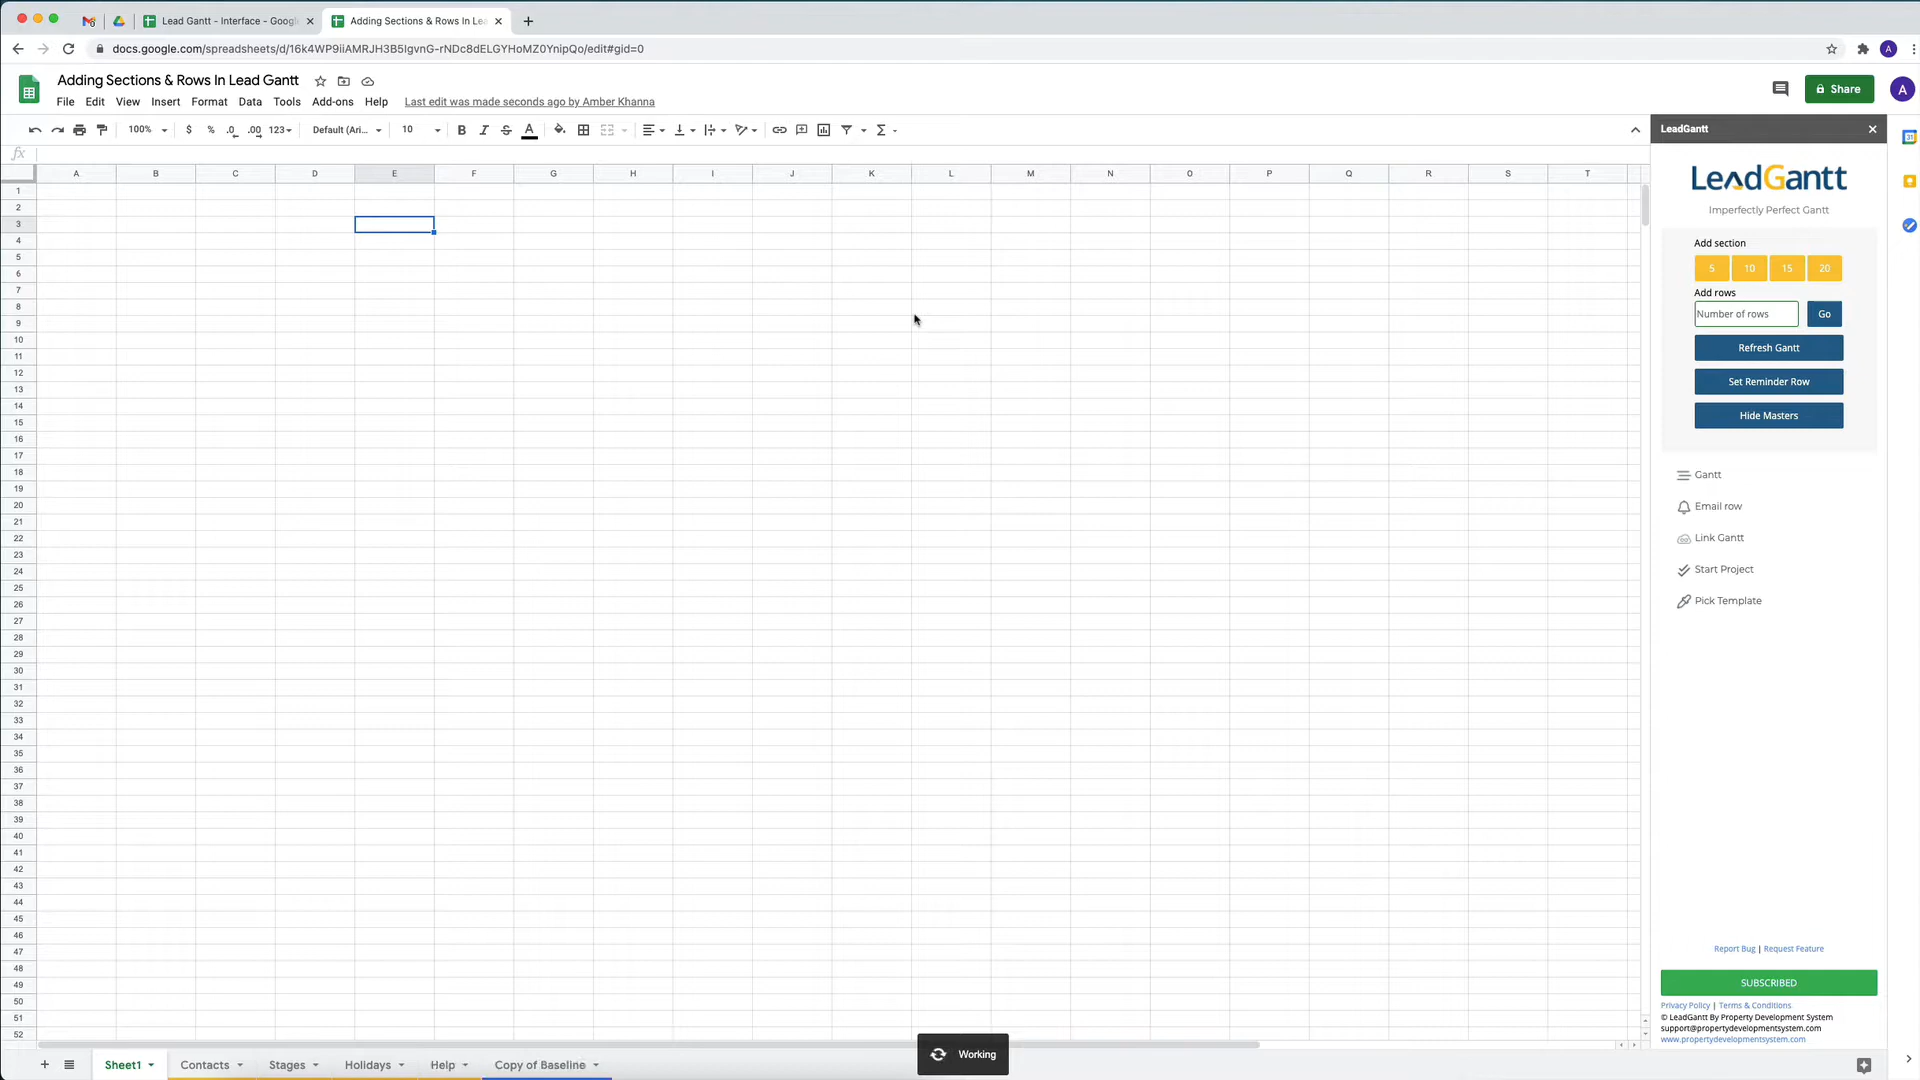 Lead Gantt - Interface - Google
Adding Sections & Rows In Le
docs.google.com/spreadsheets/d/16k4WP9iiAMRJH3B5IgvnG-rNDc8dELGYHoMZ0YnipQo/edit#gid=0
A
Adding Sections & Rows In Lead Gantt
File Edit View Insert Format Data Tools Add-ons Help Last edit was made seconds ago by Amber Khanna
Share
A
100% $ % .0 .00 123 Default (Ari... 10 B I S A Σ
fx
LeadGantt
A B C D E F G H I J K L M N O P Q R S T
1
2
3
4
5
6
7
8
9
10
11
12
13
14
15
16
17
18
19
20
21
22
23
24
25
26
27
28
29
30
31
32
33
34
35
36
37
38
39
40
41
42
43
44
45
46
47
48
49
50
51
52
LeadGantt
Imperfectly Perfect Gantt
Add section
5 10 15 20
Add rows
Number of rows Go
Refresh Gantt
Set Reminder Row
Hide Masters
Gantt
Email row
Link Gantt
Start Project
Pick Template
Report Bug | Request Feature
SUBSCRIBED
Privacy Policy | Terms & Conditions
© LeadGantt By Property Development System
support@propertydevelopmentsystem.com
www.propertydevelopmentsystem.com
31
Sheet1 Contacts Stages Holidays Help Copy of Baseline
Working